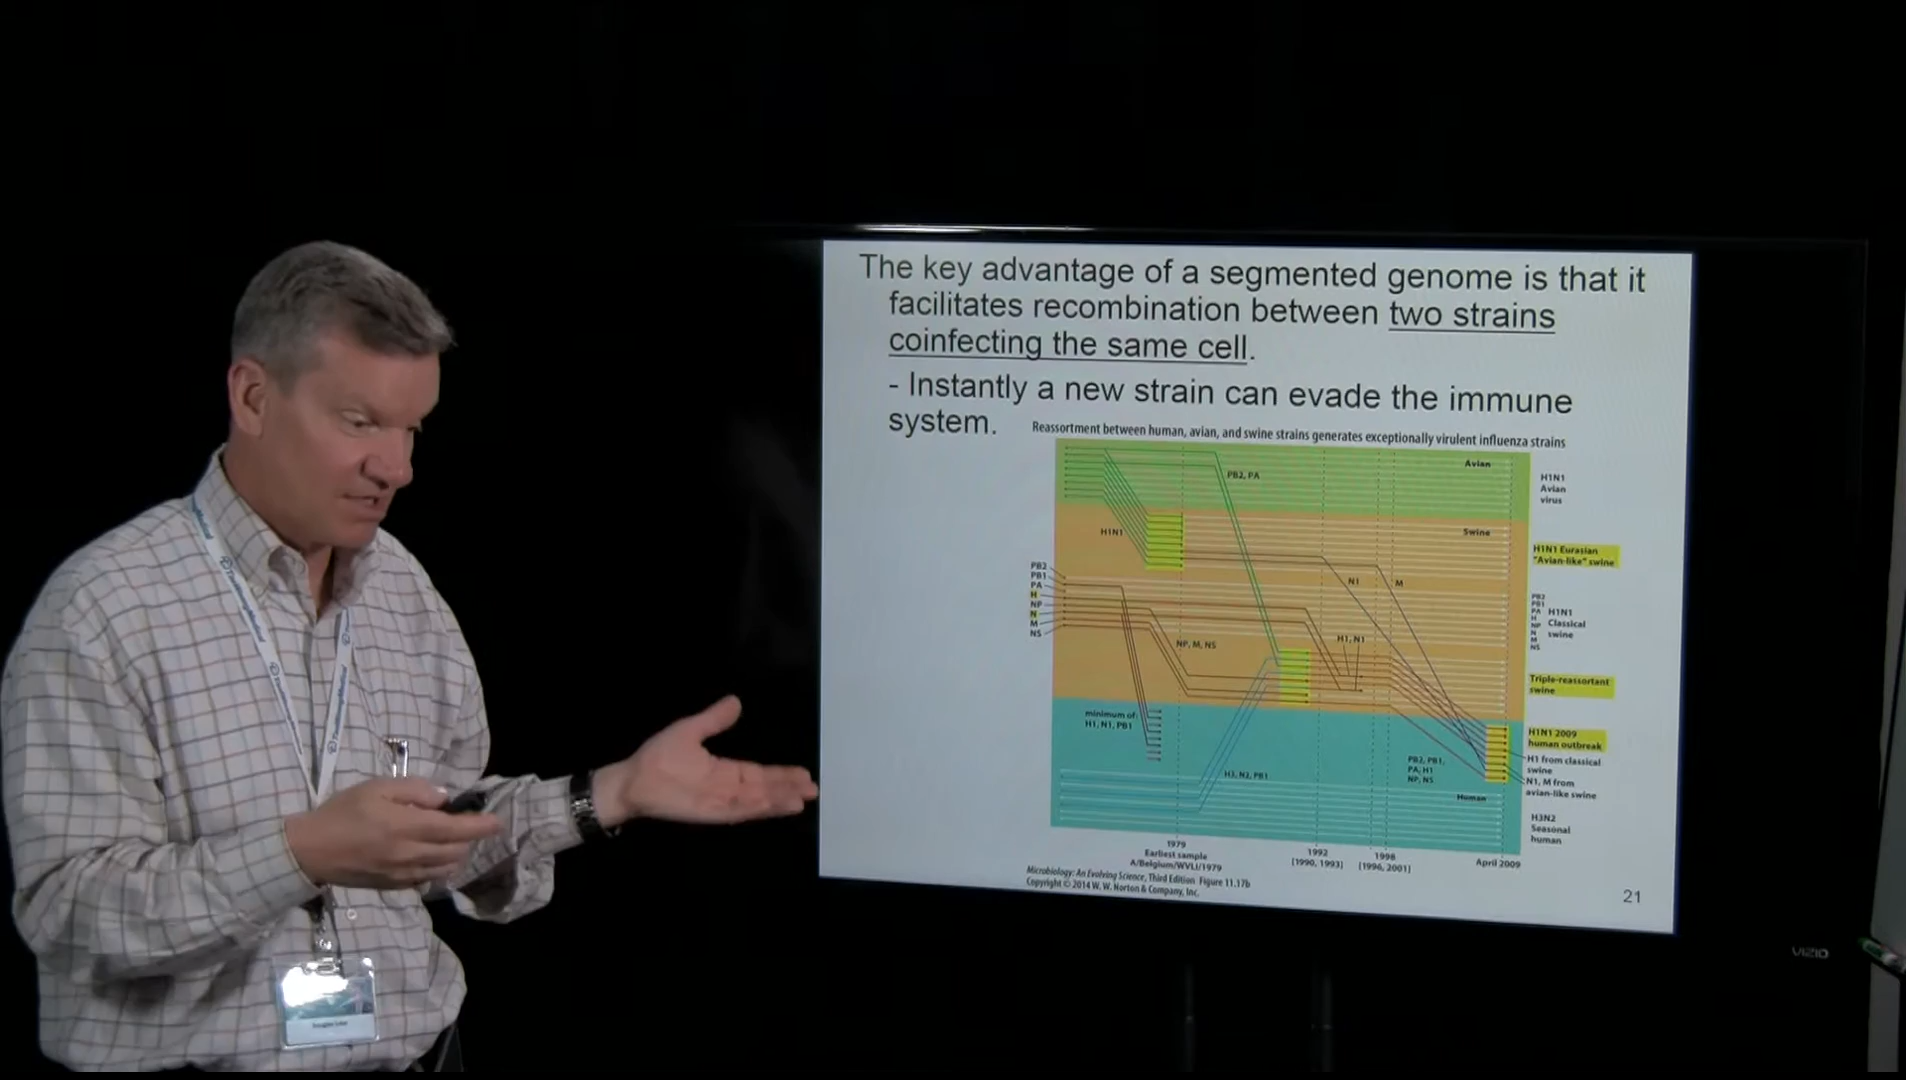 The key advantage of a segmented genome is that it
facilitates recombination between two strains
coinfecting the same cell.
- Instantly a new strain can evade the immune
system.
Reassortment between human, avian, and swine strains generates exceptionally virulent influenza strains
Avian
PB2, PA
H1N1
Avian
virus
Swine
H1N1
H1N1 Eurasian
"Avian-like" swine
PB2
PB1
PA
H
NP
N
M
NS
N1
M
PB2
PB1
PA
H
NP
N
M
NS
H1N1
Classical
swine
NP, M, NS
H1, N1
Triple-reassortant
swine
minimum of:
H1, N1, PB1
H3, N2, PB1
PB2, PB1,
PA, H1
NP, NS
Human
H1N1 2009
human outbreak
H1 from classical
swine
N1, M from
avian-like swine
H3N2
Seasonal
human
1979
Earliest sample
A/Belgium/WVL1/1979
1992
[1990, 1993]
1998
[1996, 2001]
April 2009
Microbiology: An Evolving Science, Third Edition Figure 11.17b
Copyright © 2014 W. W. Norton & Company, Inc.
21
VIZIO